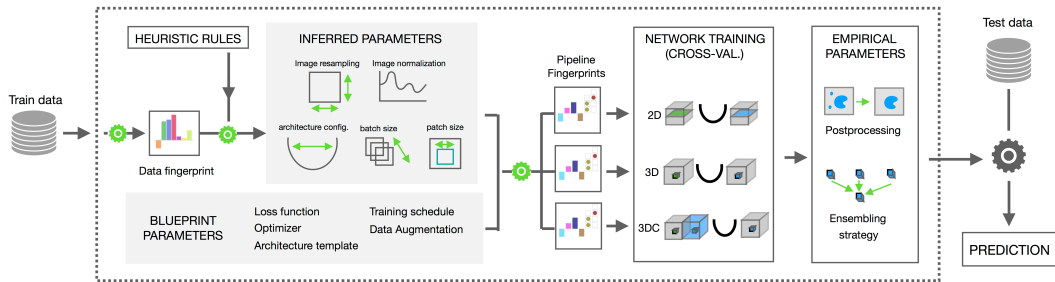 Train data
Data fingerprint
HEURISTIC RULES
INFERRED PARAMETERS
Image resampling
Image normalization
architecture config.
batch size
patch size
BLUEPRINT
PARAMETERS
Loss function
Optimizer
Architecture template
Training schedule
Data Augmentation
Pipeline
Fingerprints
NETWORK TRAINING
(CROSS-VAL.)
2D
3D
3DC
EMPIRICAL
PARAMETERS
Postprocessing
Ensembling
strategy
Test data
PREDICTION